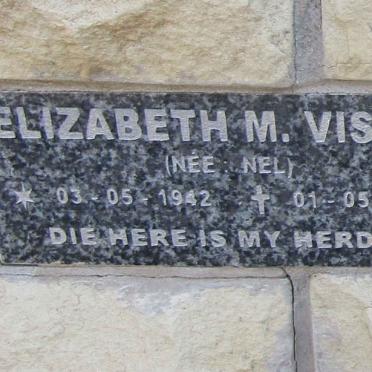 ELIZABETH M. VIS
(NÉE : NEL)
* 03 - 05 - 1942 † 01 - 05
DIE HERE IS MY HERD